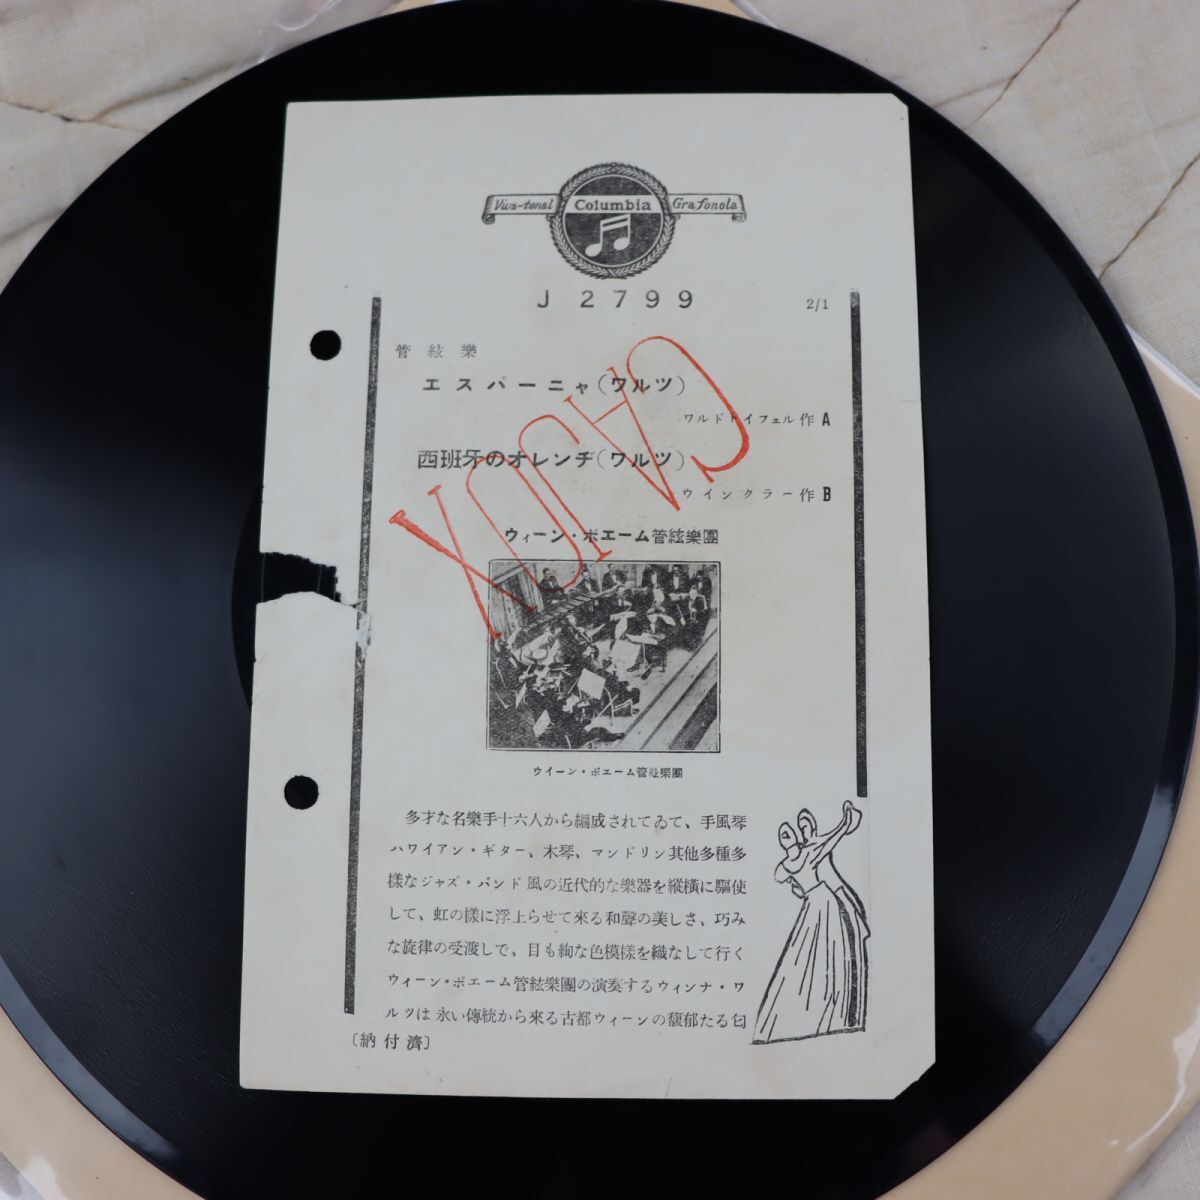 Viva-tonal Columbia Grafonola
J 2799
2/1
管絃樂
エスパーニャ(ワルツ)
ワルドトイフェル作 A
西班牙のオレンヂ(ワルツ)
ウインクラー作 B
ウィーン・ボエーム管絃樂團
ウイーン・ボエーム管絃樂團
多才な名樂手十六人から編成されてゐて、手風琴
ハワイアン・ギター、木琴、マンドリン其他多種多
樣なジャズ・バンド風の近代的な樂器を縱横に驅使
して、虹の樣に浮上らせて來る和聲の美しさ、巧み
な旋律の受渡しで、目も絢な色模樣を織なして行く
ウィーン・ボエーム管絃樂團の演奏するウィンナ・ワ
ルツは永い傳統から來る古都ウィーンの馥郁たる匂
〔納付濟〕